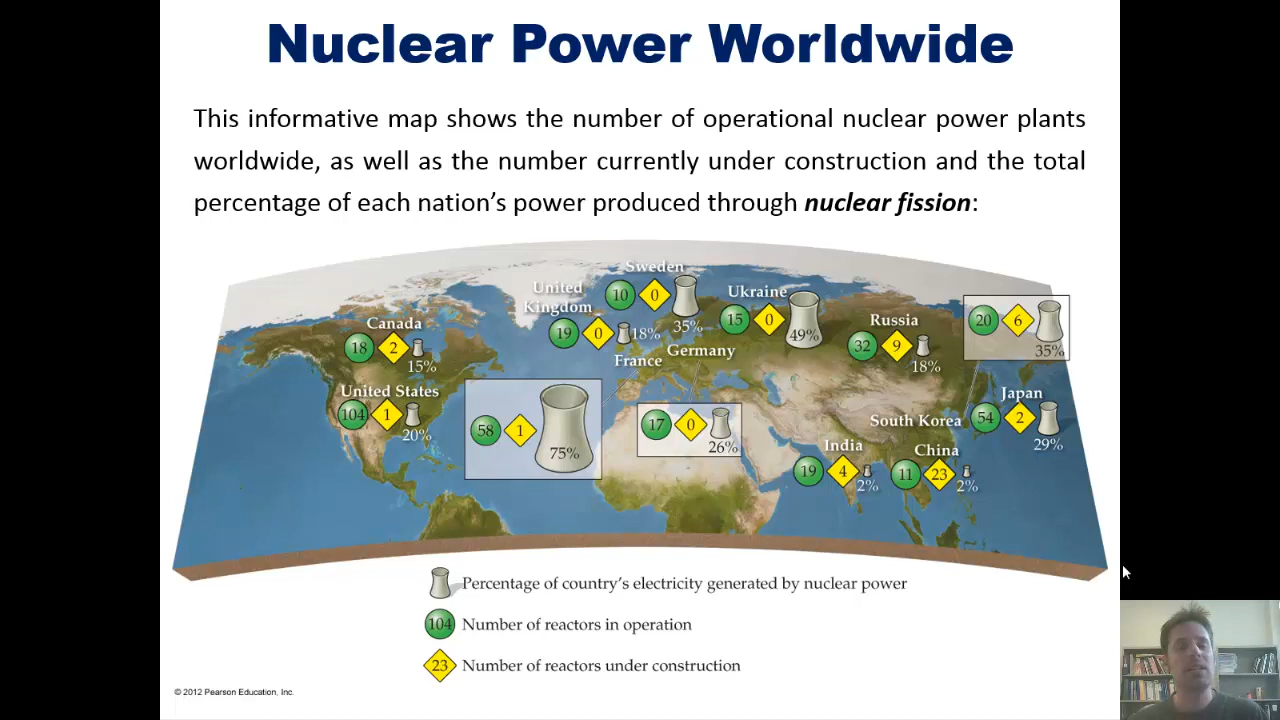 Nuclear Power Worldwide
This informative map shows the number of operational nuclear power plants
worldwide, as well as the number currently under construction and the total
percentage of each nation's power produced through nuclear fission:
Sweden
10 0 35%
United
Kingdom
19 0 18%
Ukraine
15 0 49%
Canada
18 2 15%
Russia
32 9 18%
20 6 35%
France
Germany
United States
104 1 20%
58 1 75%
17 0 26%
South Korea
Japan
54 2 29%
India
19 4 2%
China
11 23 2%
Percentage of country's electricity generated by nuclear power
104 Number of reactors in operation
23 Number of reactors under construction
© 2012 Pearson Education, Inc.